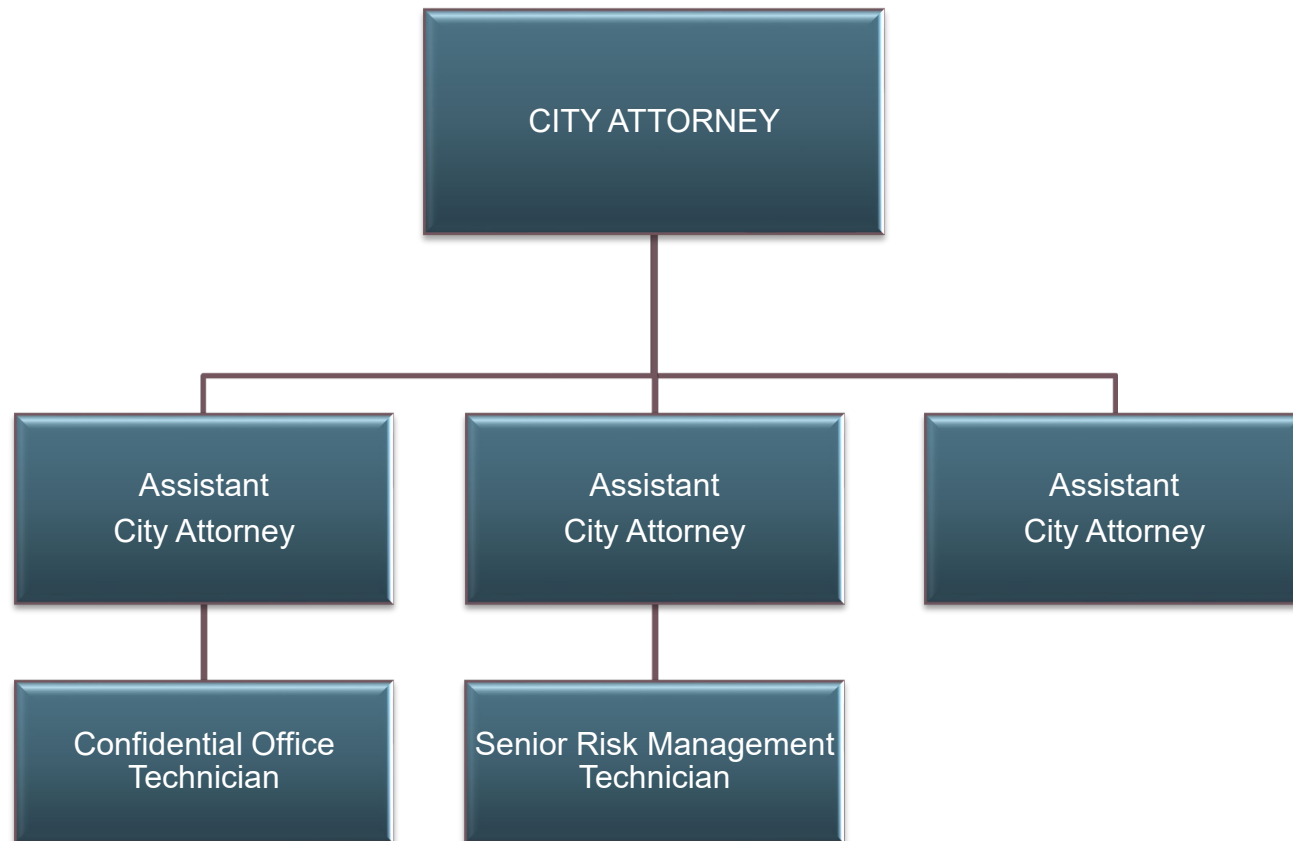 CITY ATTORNEY
Assistant
City Attorney
Assistant
City Attorney
Assistant
City Attorney
Confidential Office
Technician
Senior Risk Management
Technician